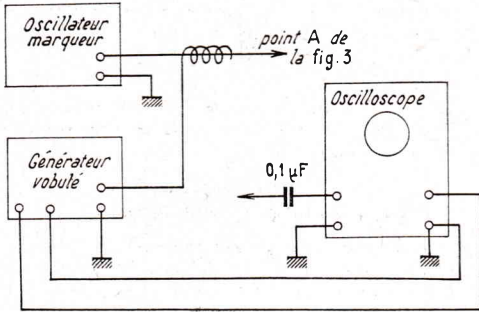 Oscillateur
marqueur
point A de
la fig.3
Oscilloscope
Générateur
vobulé
0,1 µF